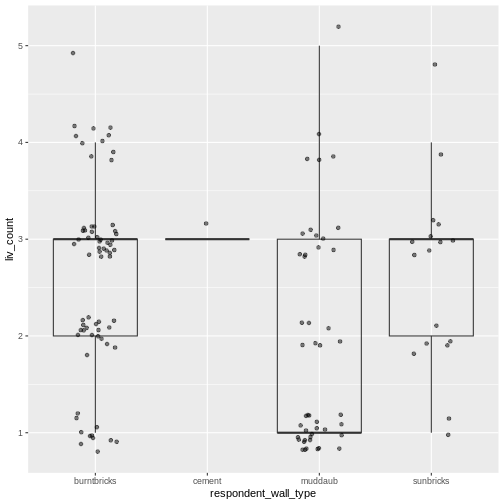 5
4
3
2
1
liv_count
burntbricks cement muddaub sunbricks
respondent_wall_type